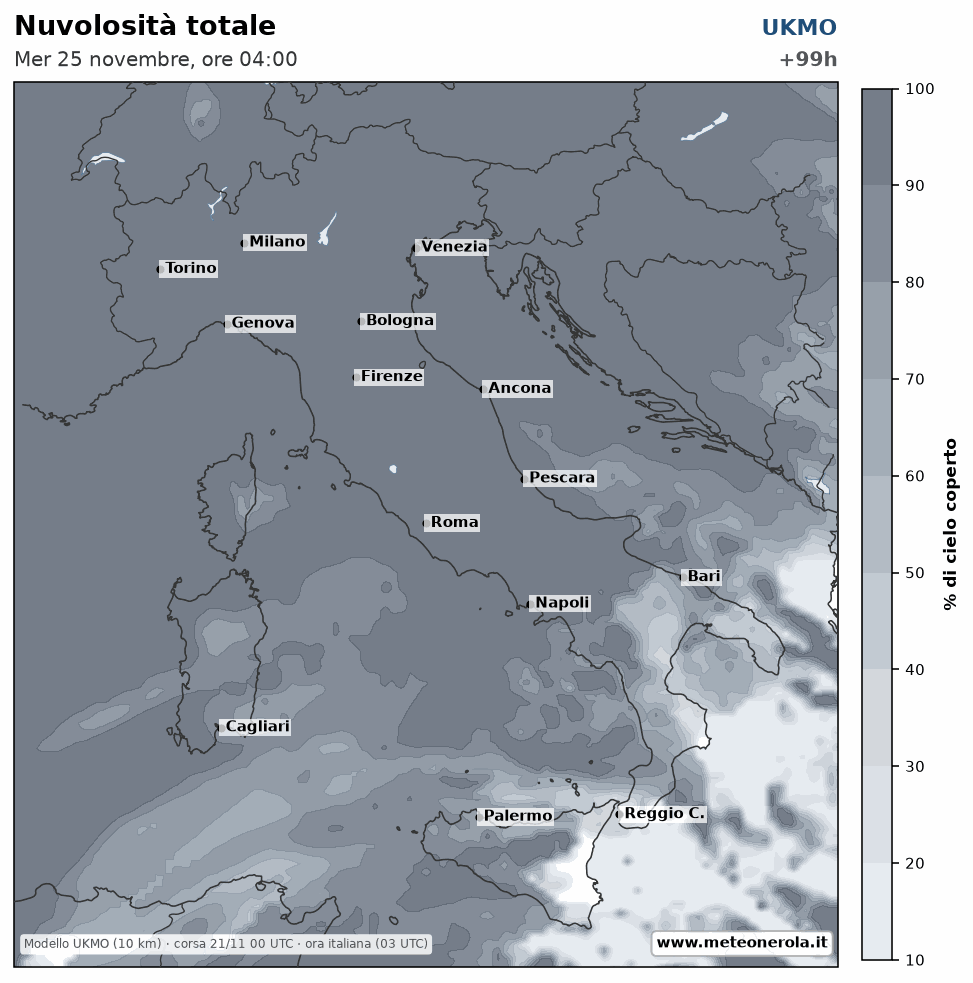 Nuvolosità totale
UKMO
Mer 25 novembre, ore 04:00
+99h
100
90
80
70
60
50
40
30
20
10
% di cielo coperto
Milano
Venezia
Torino
Genova
Bologna
Firenze
Ancona
Pescara
Roma
Bari
Napoli
Cagliari
Palermo
Reggio C.
Modello UKMO (10 km) · corsa 21/11 00 UTC · ora italiana (03 UTC)
www.meteonerola.it